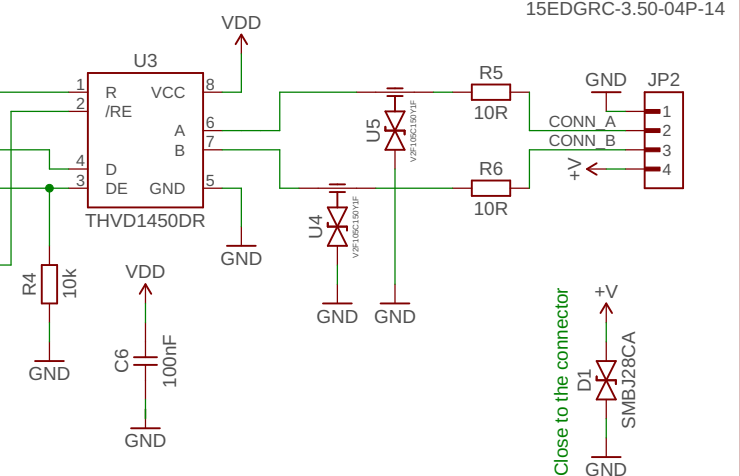 15EDGRC-3.50-04P-14
VDD
U3
1
R
VCC
8
2
/RE
A
6
B
7
4
D
3
DE
GND
5
THVD1450DR
GND
R4
10k
GND
VDD
C6
100nF
GND
U5
V2F105C150Y1F
GND
U4
V2F105C150Y1F
GND
R5
10R
R6
10R
GND
JP2
CONN_A
CONN_B
+V
1
2
3
4
Close to the connector
+V
D1
SMBJ28CA
GND